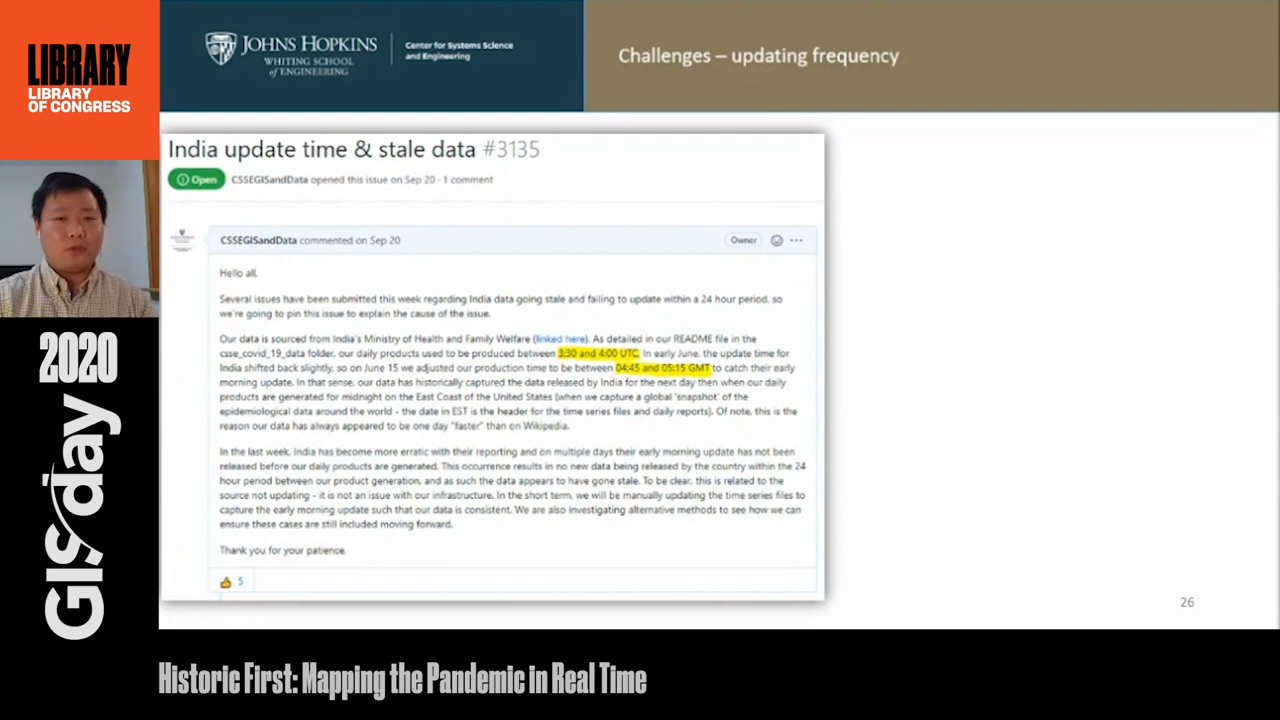 LIBRARY
LIBRARY
OF CONGRESS
JOHNS HOPKINS
WHITING SCHOOL
of ENGINEERING
Center for Systems Science
and Engineering
Challenges – updating frequency
India update time & stale data #3135
Open
CSSEGISandData opened this issue on Sep 20 · 1 comment
CSSEGISandData commented on Sep 20
Owner
Hello all,
Several issues have been submitted this week regarding India data going stale and failing to update within a 24 hour period, so
we're going to pin this issue to explain the cause of the issue.
Our data is sourced from India's Ministry of Health and Family Welfare (linked here). As detailed in our README file in the
csse_covid_19_data folder, our daily products used to be produced between 3:30 and 4:00 UTC. In early June, the update time for
India shifted back slightly, so on June 15 we adjusted our production time to be between 04:45 and 05:15 GMT to catch their early
morning update. In that sense, our data has historically captured the data released by India for the next day then when our daily
products are generated for midnight on the East Coast of the United States (when we capture a global 'snapshot' of the
epidemiological data around the world - the date in EST is the header for the time series files and daily reports). Of note, this is the
reason our data has always appeared to be one day "faster" than on Wikipedia.
In the last week, India has become more erratic with their reporting and on multiple days their early morning update has not been
released before our daily products are generated. This occurrence results in no new data being released by the country within the 24
hour period between our product generation, and as such the data appears to have gone stale. To be clear, this is related to the
source not updating - it is not an issue with our infrastructure. In the short term, we will be manually updating the time series files to
capture the early morning update such that our data is consistent. We are also investigating alternative methods to see how we can
ensure these cases are still included moving forward.
Thank you for your patience.
5
26
GISday 2020
Historic First: Mapping the Pandemic in Real Time